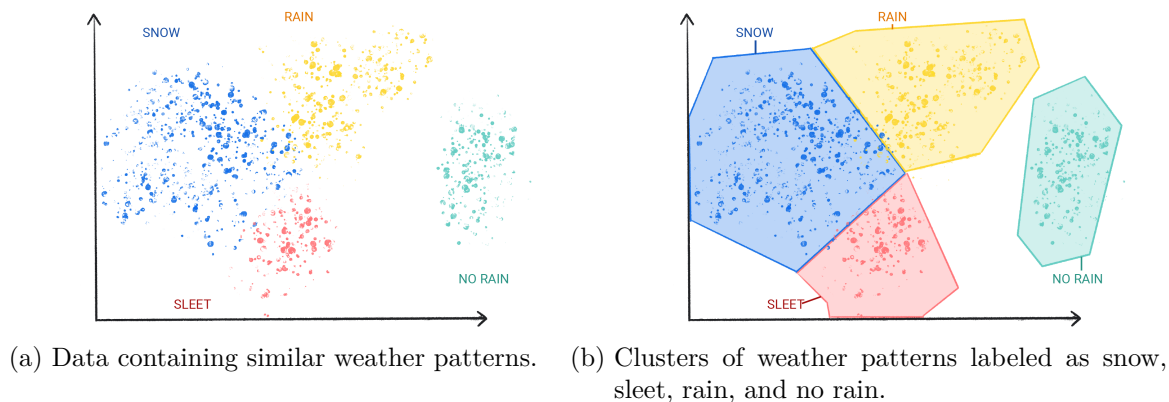 RAIN
SNOW
NO RAIN
SLEET
(a) Data containing similar weather patterns.
RAIN
SNOW
NO RAIN
SLEET
(b) Clusters of weather patterns labeled as snow,
sleet, rain, and no rain.